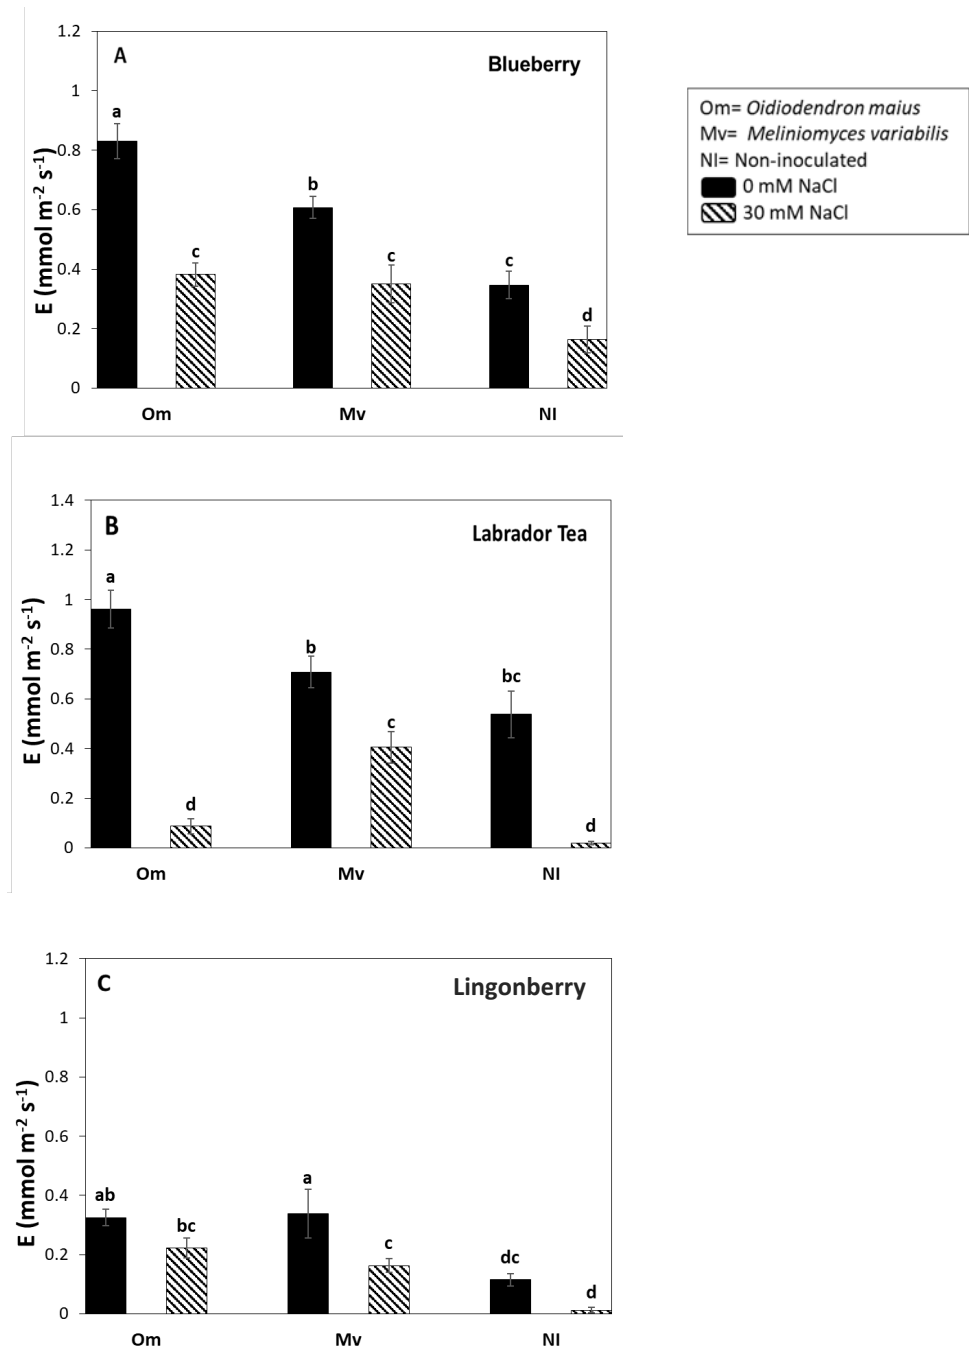 A
Blueberry
E (mmol m-2 s-1)
1.2
1
0.8
0.6
0.4
0.2
0
a
c
b
c
c
d
Om Mv NI
Om= Oidiodendron maius
Mv= Meliniomyces variabilis
NI= Non-inoculated
0 mM NaCl
30 mM NaCl
B
Labrador Tea
E (mmol m-2 s-1)
1.4
1.2
1
0.8
0.6
0.4
0.2
0
a
d
b
c
bc
d
Om Mv NI
C
Lingonberry
E (mmol m-2 s-1)
1.2
1
0.8
0.6
0.4
0.2
0
ab
bc
a
c
dc
d
Om Mv NI